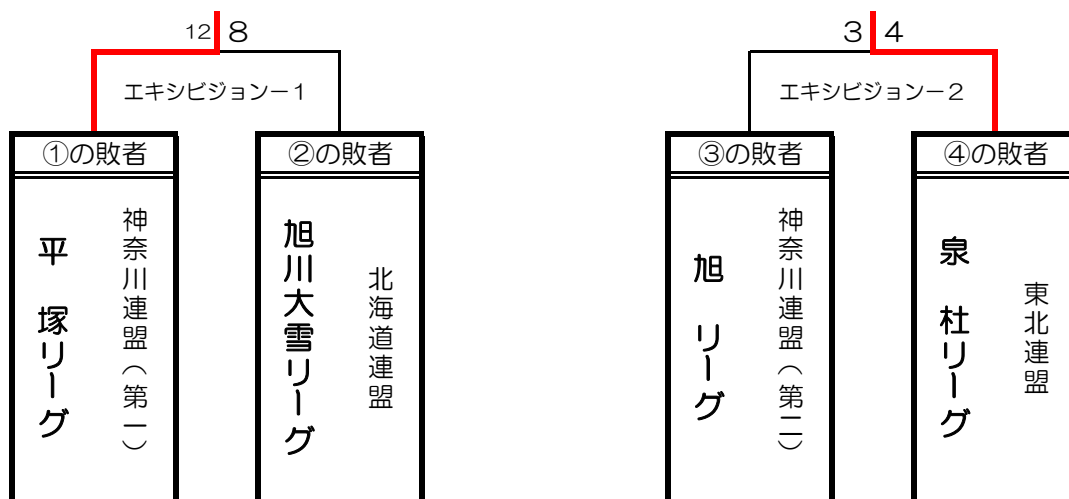 12 8
エキシビジョンー1
①の敗者
神奈川連盟(第一)
平 塚リーグ
②の敗者
北海道連盟
旭川大雪リーグ
3 4
エキシビジョンー2
③の敗者
神奈川連盟(第二)
旭 リーグ
④の敗者
東北連盟
泉 杜リーグ